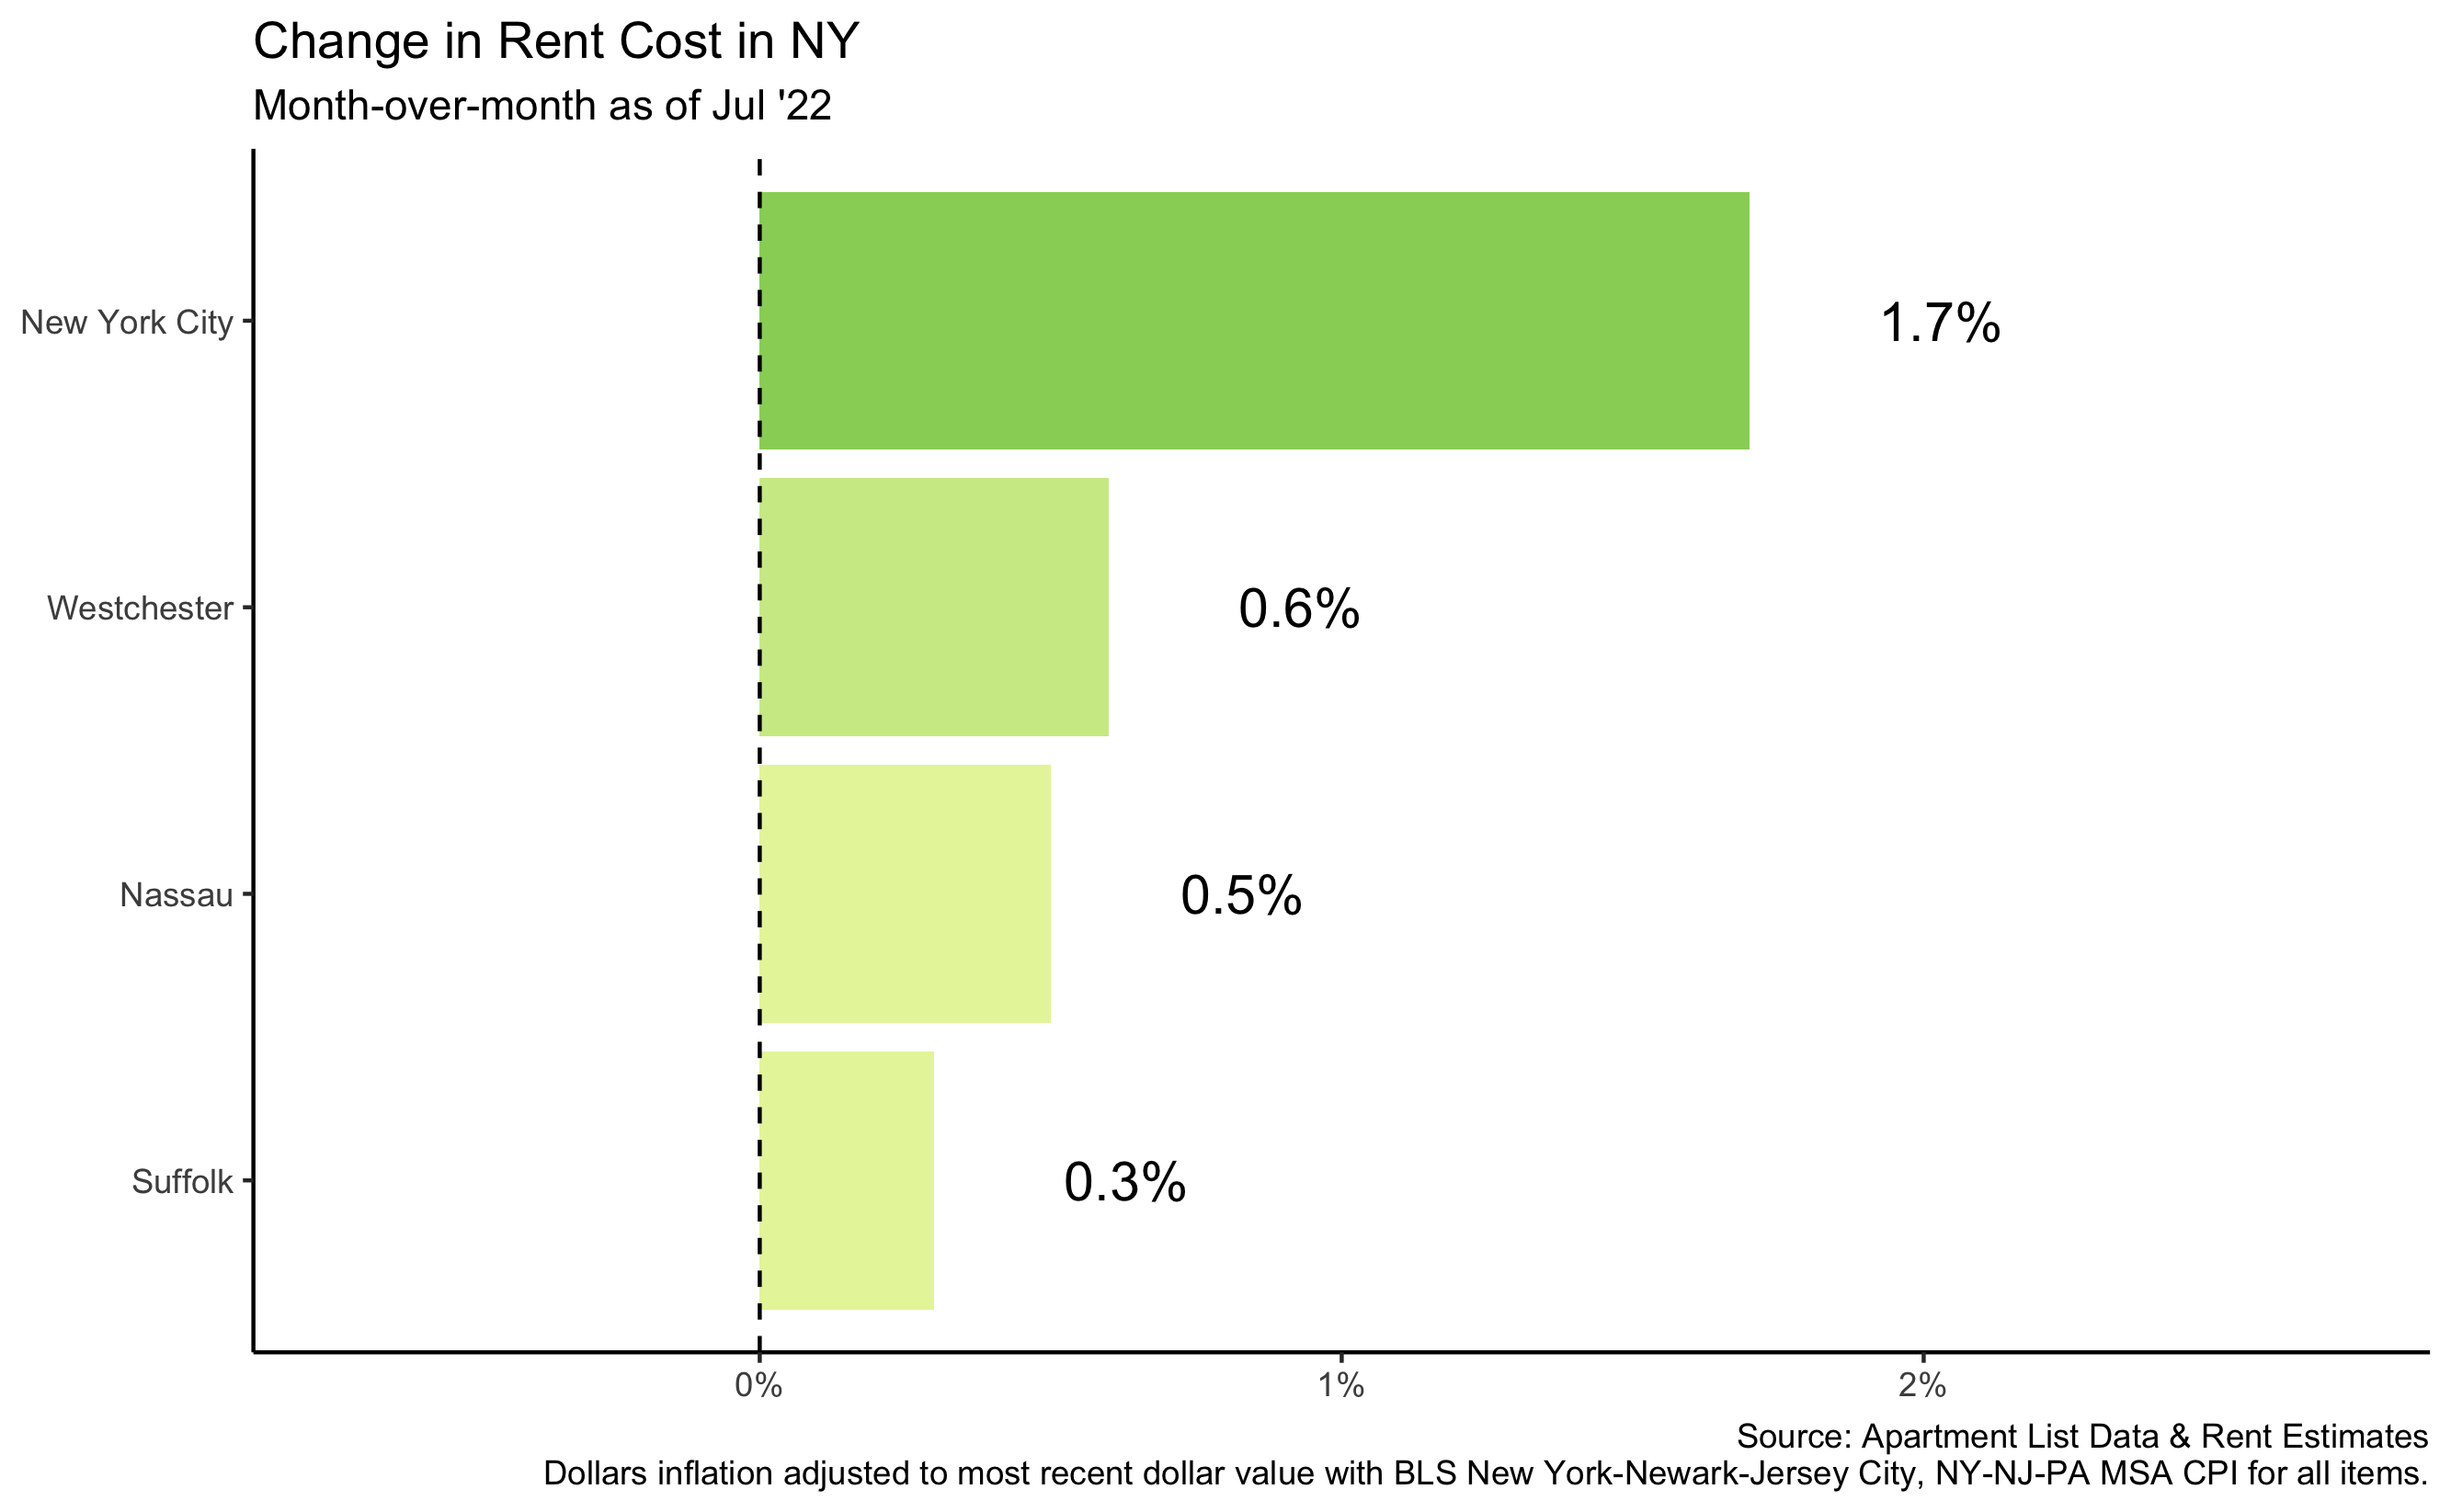 Change in Rent Cost in NY
Month-over-month as of Jul '22
New York City
1.7%
Westchester
0.6%
Nassau
0.5%
Suffolk
0.3%
0%
1%
2%
Source: Apartment List Data & Rent Estimates
Dollars inflation adjusted to most recent dollar value with BLS New York-Newark-Jersey City, NY-NJ-PA MSA CPI for all items.